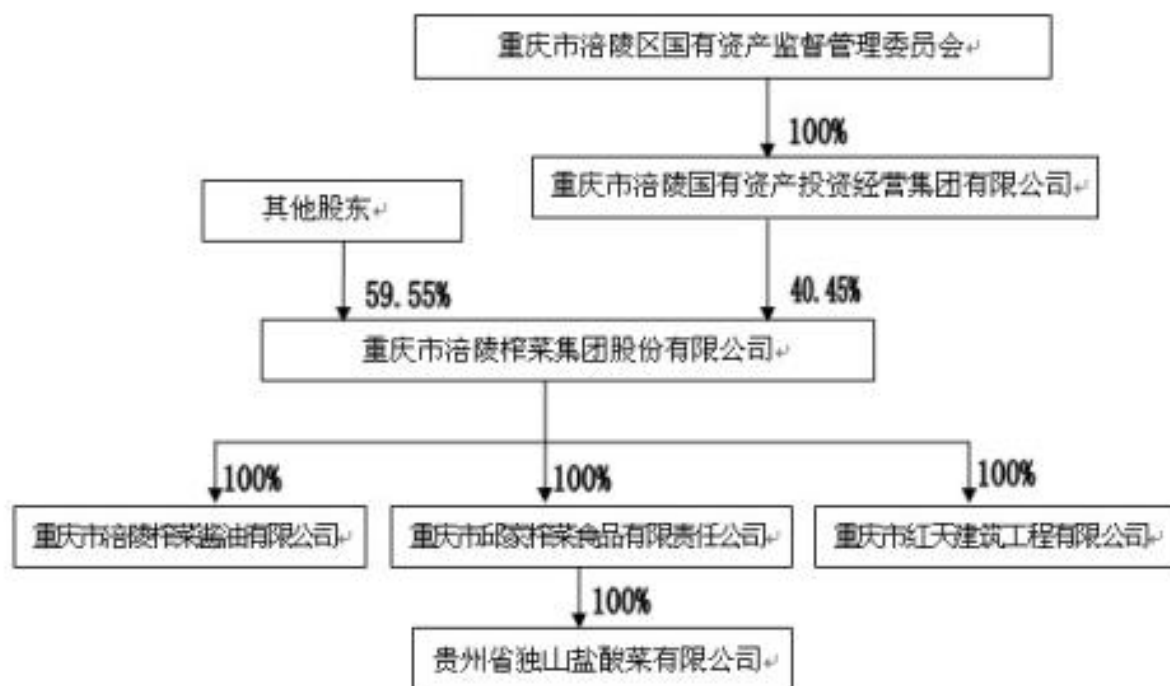 重庆市涪陵区国有资产监督管理委员会
100%
重庆市涪陵国有资产投资经营集团有限公司
其他股东
59.55%
40.45%
重庆市涪陵榨菜集团股份有限公司
100%
100%
100%
重庆市涪陵榨菜酱油有限公司
重庆市邱家榨菜食品有限责任公司
重庆市红天建筑工程有限公司
100%
贵州省独山盐酸菜有限公司